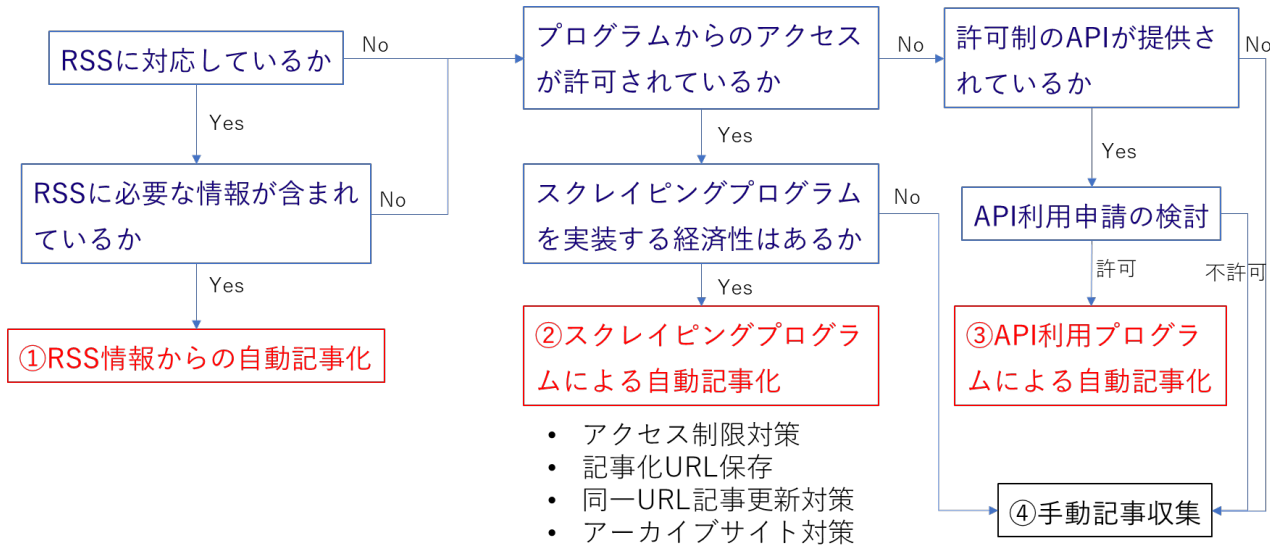 RSSに対応しているか
No
Yes
RSSに必要な情報が含まれ
ているか
No
Yes
①RSS情報からの自動記事化
プログラムからのアクセス
が許可されているか
No
Yes
スクレイピングプログラム
を実装する経済性はあるか
No
Yes
②スクレイピングプログラ
ムによる自動記事化
• アクセス制限対策
• 記事化URL保存
• 同一URL記事更新対策
• アーカイブサイト対策
許可制のAPIが提供さ
れているか
No
Yes
API利用申請の検討
許可
不許可
③API利用プログラ
ムによる自動記事化
④手動記事収集